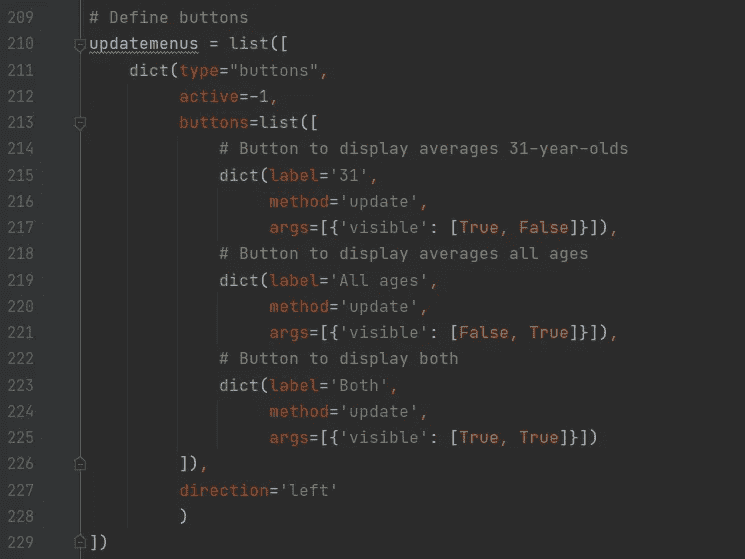 209 # Define buttons
210 updatemenus = list([
211     dict(type="buttons",
212          active=-1,
213          buttons=list([
214              # Button to display averages 31-year-olds
215              dict(label='31',
216                   method='update',
217                   args=[{'visible': [True, False]}]),
218              # Button to display averages all ages
219              dict(label='All ages',
220                   method='update',
221                   args=[{'visible': [False, True]}]),
222              # Button to display both
223              dict(label='Both',
224                   method='update',
225                   args=[{'visible': [True, True]}])
226          ]),
227          direction='left'
228          )
229 ])